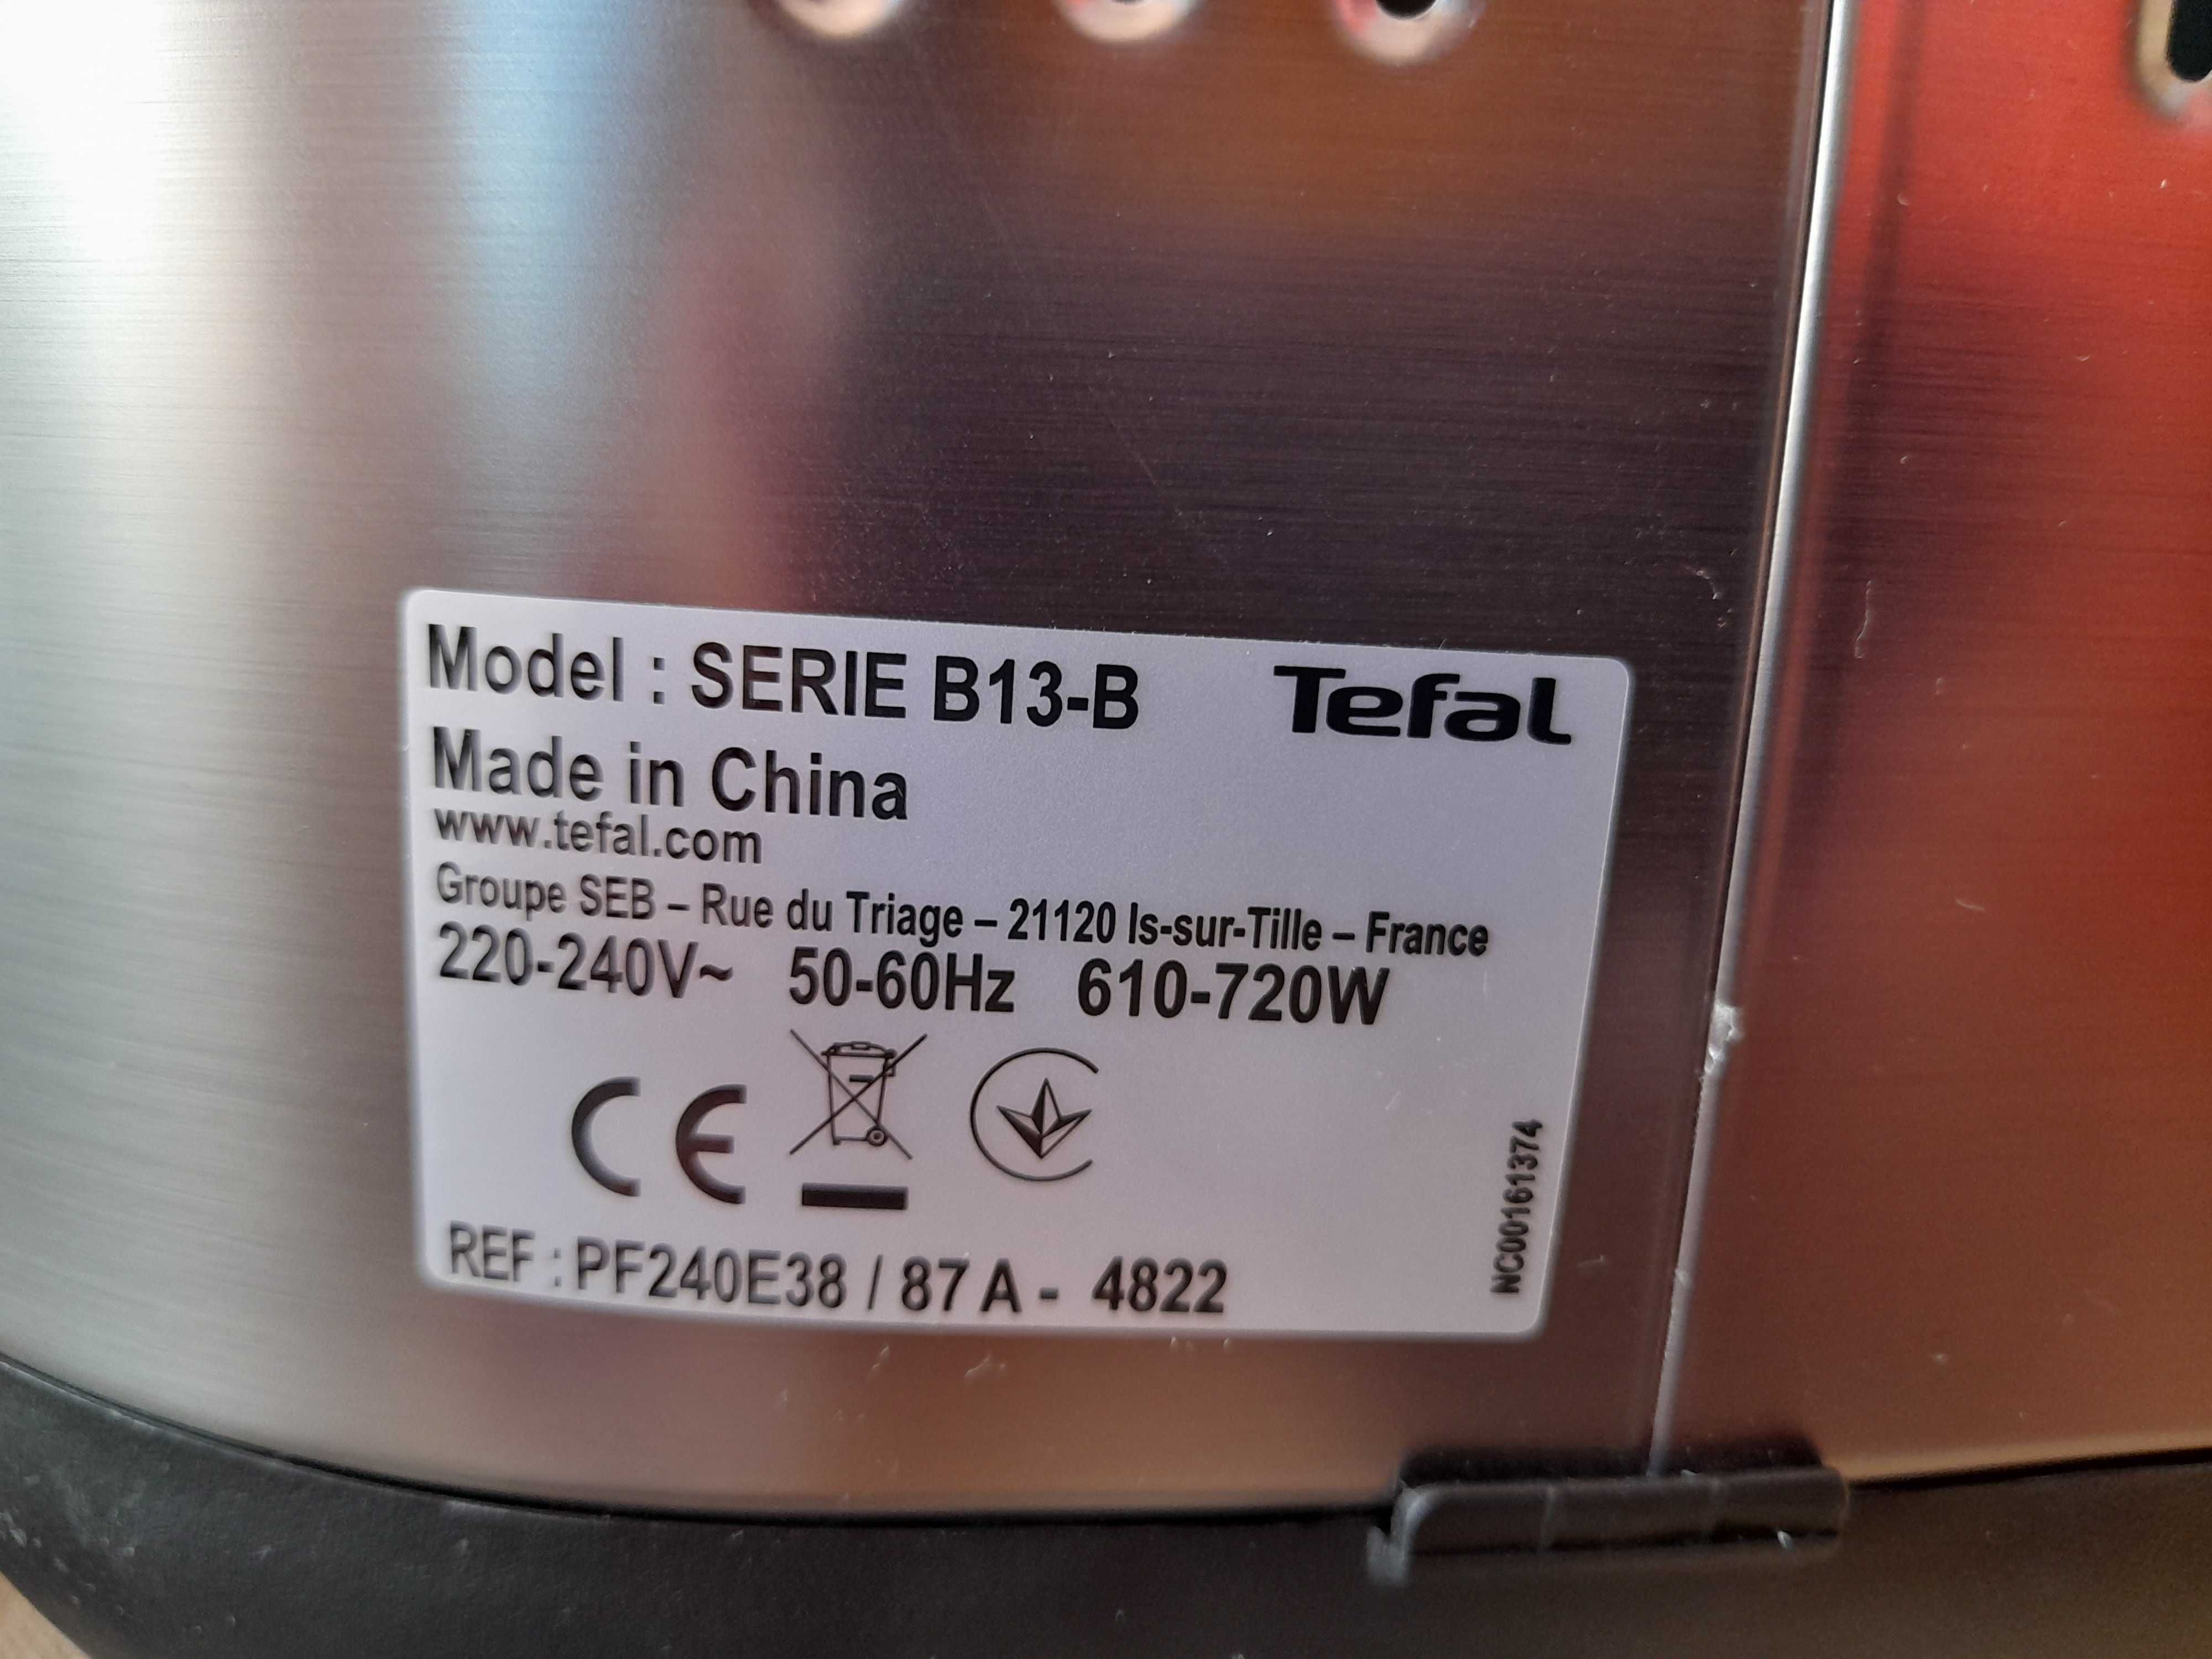 Model : SERIE B13-B
Tefal
Made in China
www.tefal.com
Groupe SEB – Rue du Triage – 21120 Is-sur-Tille – France
220-240V~ 50-60Hz 610-720W
CE
REF : PF240E38 / 87 A - 4822
NC00161374